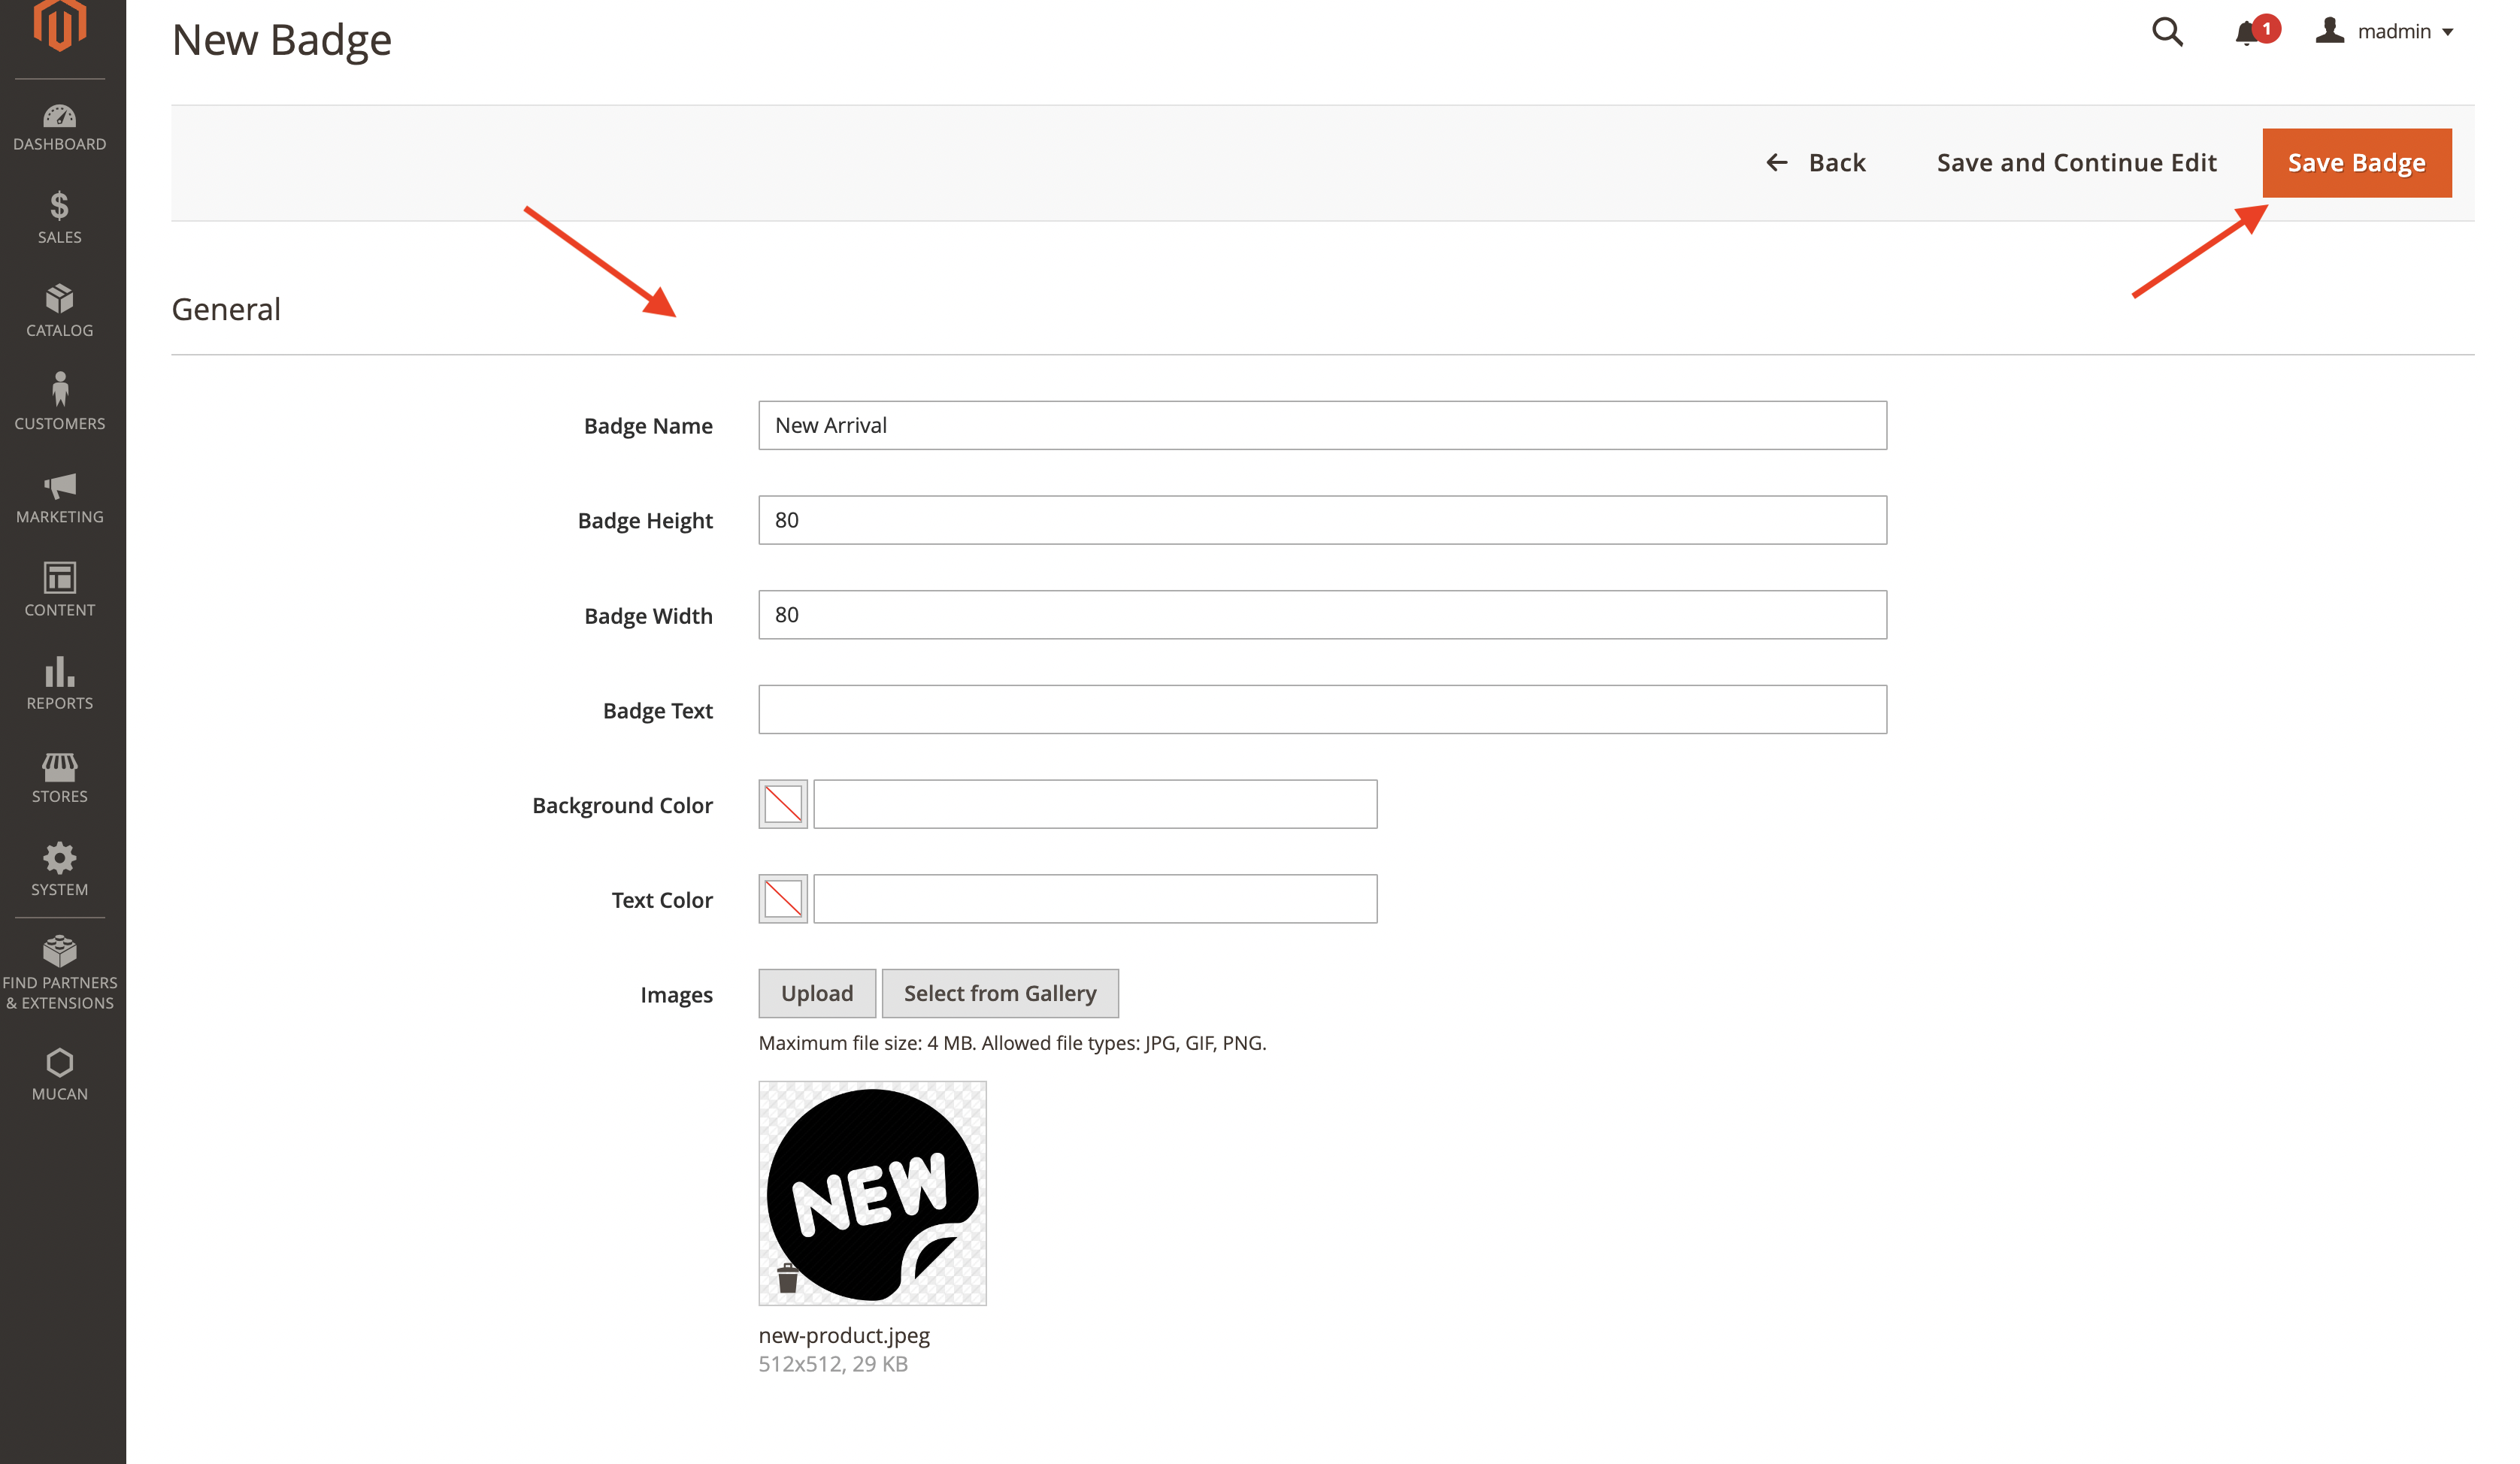 New Badge
1
madmin
Back
Save and Continue Edit
Save Badge
DASHBOARD
SALES
CATALOG
CUSTOMERS
MARKETING
CONTENT
REPORTS
STORES
SYSTEM
FIND PARTNERS
& EXTENSIONS
MUCAN
General
Badge Name
New Arrival
Badge Height
80
Badge Width
80
Badge Text
Background Color
Text Color
Images
Upload
Select from Gallery
Maximum file size: 4 MB. Allowed file types: JPG, GIF, PNG.
NEW
new-product.jpeg
512x512, 29 KB